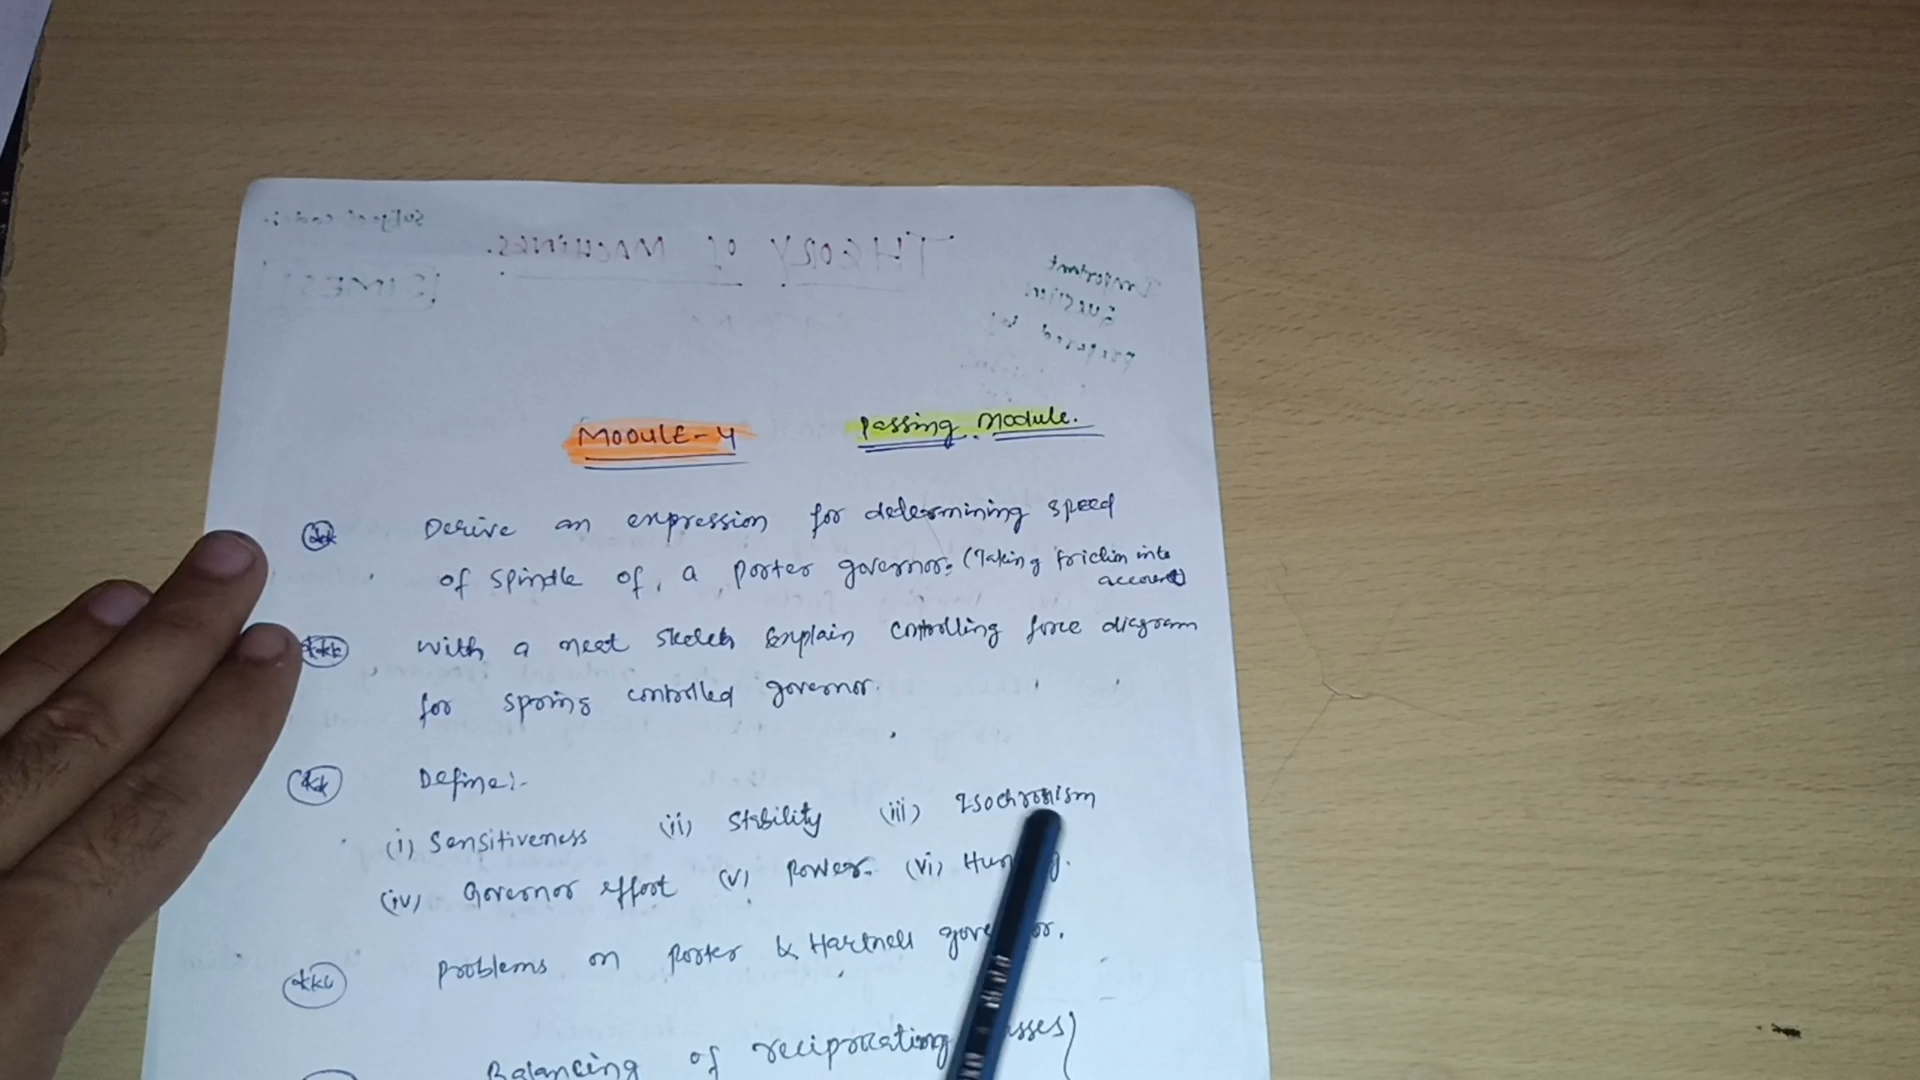 MODULE-4 Passing Module.
** Derive an expression for determining speed
of spindle of a porter governor. (Taking friction into
account)
*** With a neat sketch Explain controlling force diagram
for spring controlled governor.
** Define:-
(i) Sensitiveness (ii) Stability (iii) Isochronism
(iv) Governor effort (v) Power. (vi)
problems on porter & Hartnell
Balancing of reciprocating